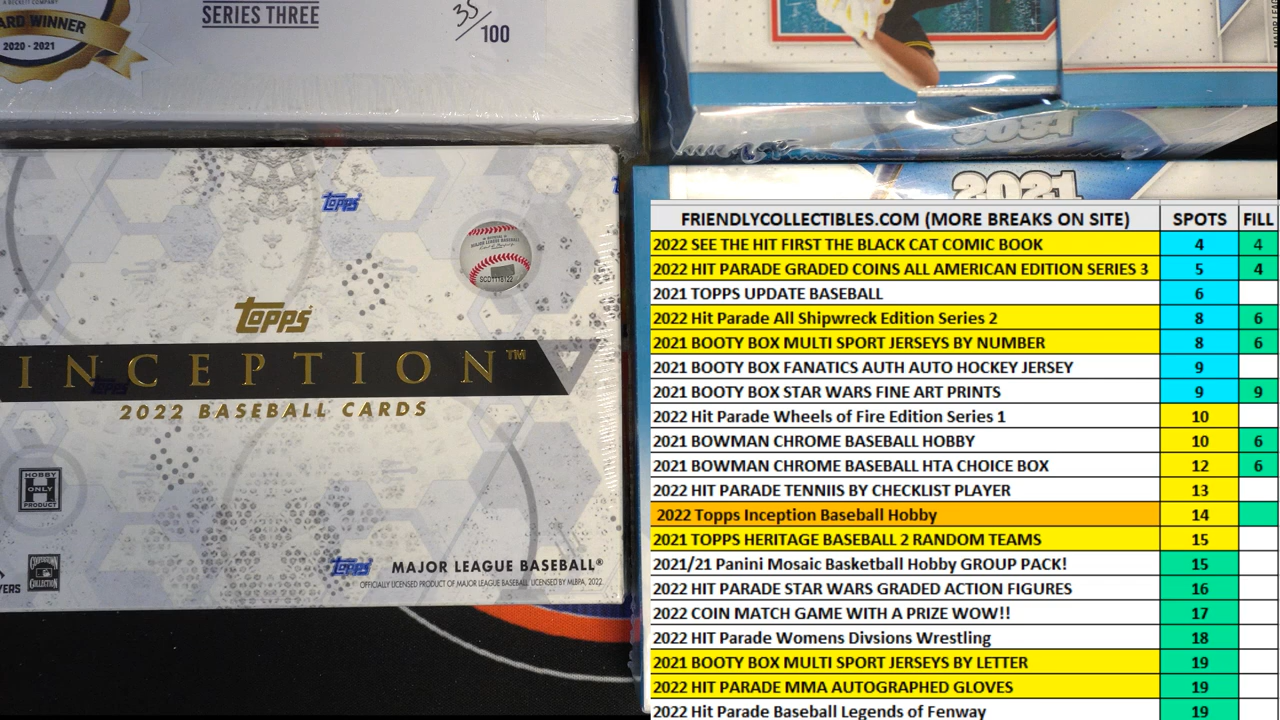 A BECKETT COMPANY
ARD WINNER
2020 - 2021
SERIES THREE
35/100
2021
2021
TOPPS
TOPPS
INCEPTION™
2022 BASEBALL CARDS
HOBBY
ONLY
PRODUCT
YERS
COOPERSTOWN
COLLECTION
TOPPS
MAJOR LEAGUE BASEBALL®
OFFICIALLY LICENSED PRODUCT OF MAJOR LEAGUE BASEBALL. LICENSED BY MLBPA, 2022.
FRIENDLYCOLLECTIBLES.COM (MORE BREAKS ON SITE) SPOTS FILL
2022 SEE THE HIT FIRST THE BLACK CAT COMIC BOOK 4 4
2022 HIT PARADE GRADED COINS ALL AMERICAN EDITION SERIES 3 5 4
2021 TOPPS UPDATE BASEBALL 6
2022 Hit Parade All Shipwreck Edition Series 2 8 6
2021 BOOTY BOX MULTI SPORT JERSEYS BY NUMBER 8 6
2021 BOOTY BOX FANATICS AUTH AUTO HOCKEY JERSEY 9
2021 BOOTY BOX STAR WARS FINE ART PRINTS 9 9
2022 Hit Parade Wheels of Fire Edition Series 1 10
2021 BOWMAN CHROME BASEBALL HOBBY 10 6
2021 BOWMAN CHROME BASEBALL HTA CHOICE BOX 12 6
2022 HIT PARADE TENNIIS BY CHECKLIST PLAYER 13
2022 Topps Inception Baseball Hobby 14
2021 TOPPS HERITAGE BASEBALL 2 RANDOM TEAMS 15
2021/21 Panini Mosaic Basketball Hobby GROUP PACK! 15
2022 HIT PARADE STAR WARS GRADED ACTION FIGURES 16
2022 COIN MATCH GAME WITH A PRIZE WOW!! 17
2022 HIT Parade Womens Divsions Wrestling 18
2021 BOOTY BOX MULTI SPORT JERSEYS BY LETTER 19
2022 HIT PARADE MMA AUTOGRAPHED GLOVES 19
2022 Hit Parade Baseball Legends of Fenway 19